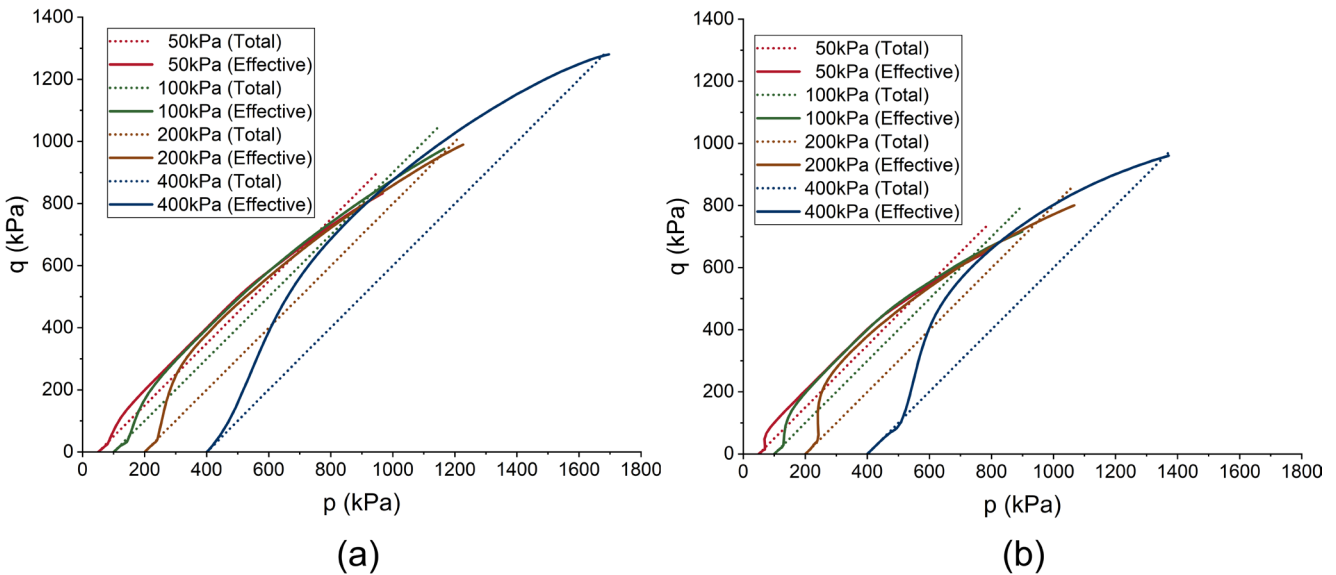 1400
1200
1000
800
600
400
200
0
q (kPa)
50kPa (Total)
50kPa (Effective)
100kPa (Total)
100kPa (Effective)
200kPa (Total)
200kPa (Effective)
400kPa (Total)
400kPa (Effective)
0 200 400 600 800 1000 1200 1400 1600 1800
p (kPa)
(a)
1400
1200
1000
800
600
400
200
0
q (kPa)
50kPa (Total)
50kPa (Effective)
100kPa (Total)
100kPa (Effective)
200kPa (Total)
200kPa (Effective)
400kPa (Total)
400kPa (Effective)
0 200 400 600 800 1000 1200 1400 1600 1800
p (kPa)
(b)